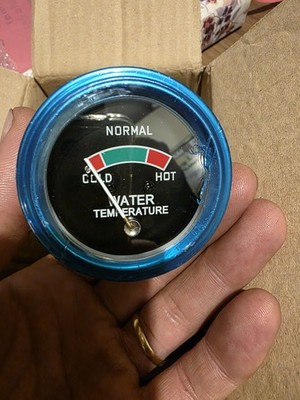 NORMAL
COLD HOT
WATER
TEMPERATURE